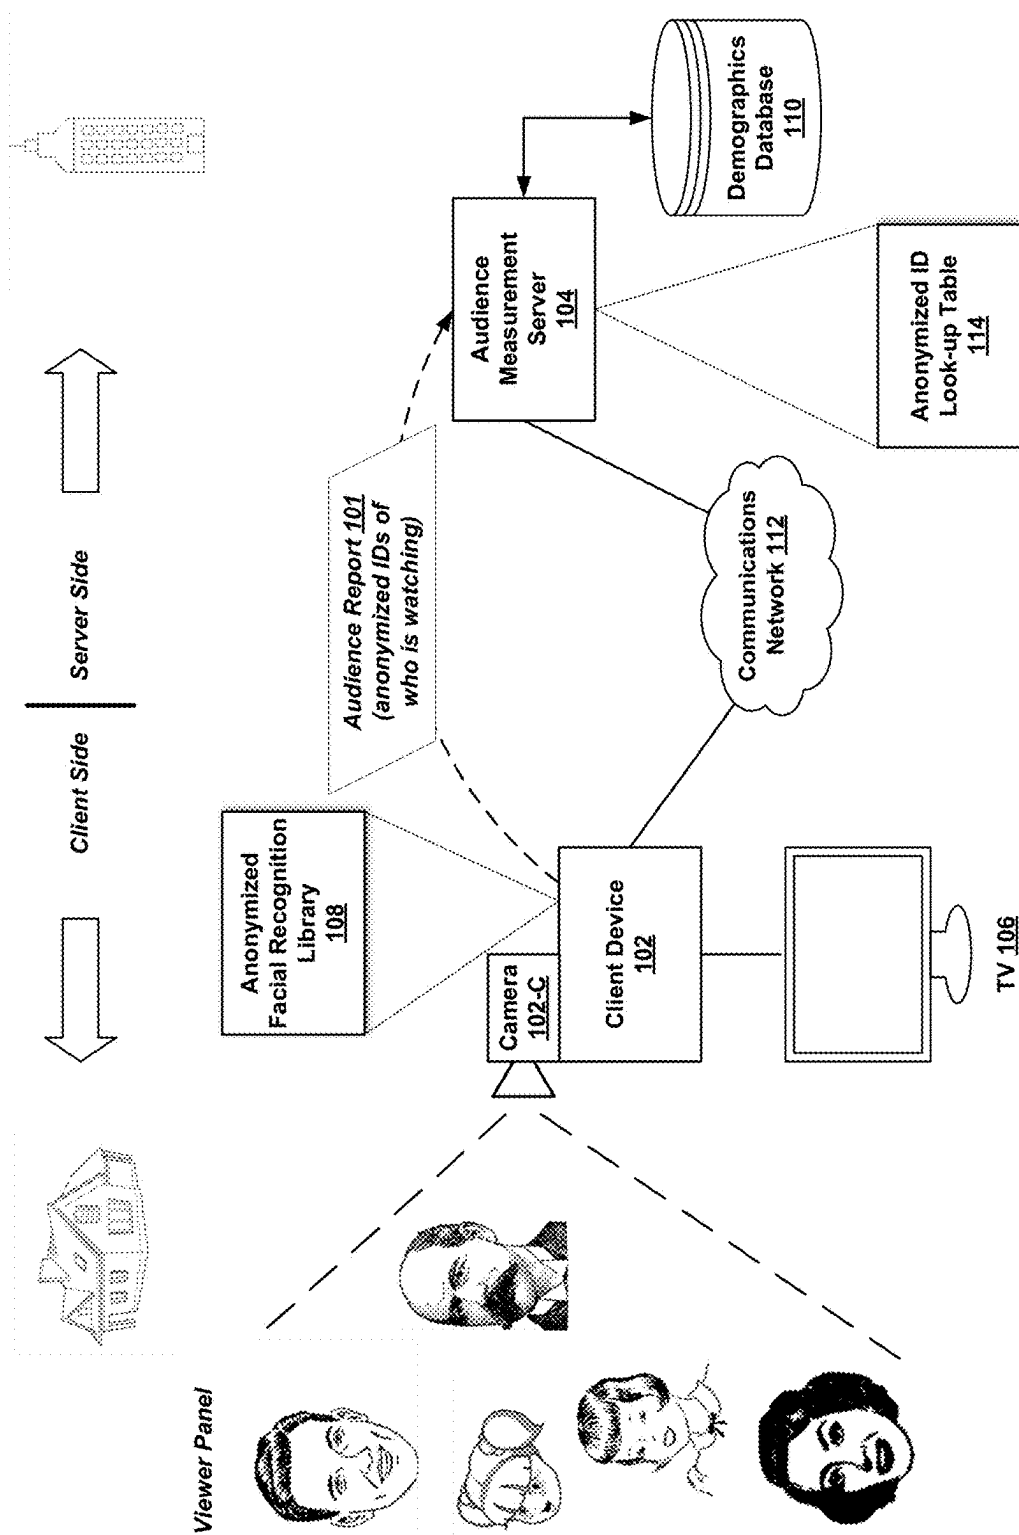 Client Side
Server Side
Viewer Panel
Anonymized
Facial Recognition
Library
108
Audience Report 101
(anonymized IDs of
who is watching)
Camera
102-C
Client Device
102
Audience
Measurement
Server
104
Communications
Network 112
Demographics
Database
110
TV 106
Anonymized ID
Look-up Table
114